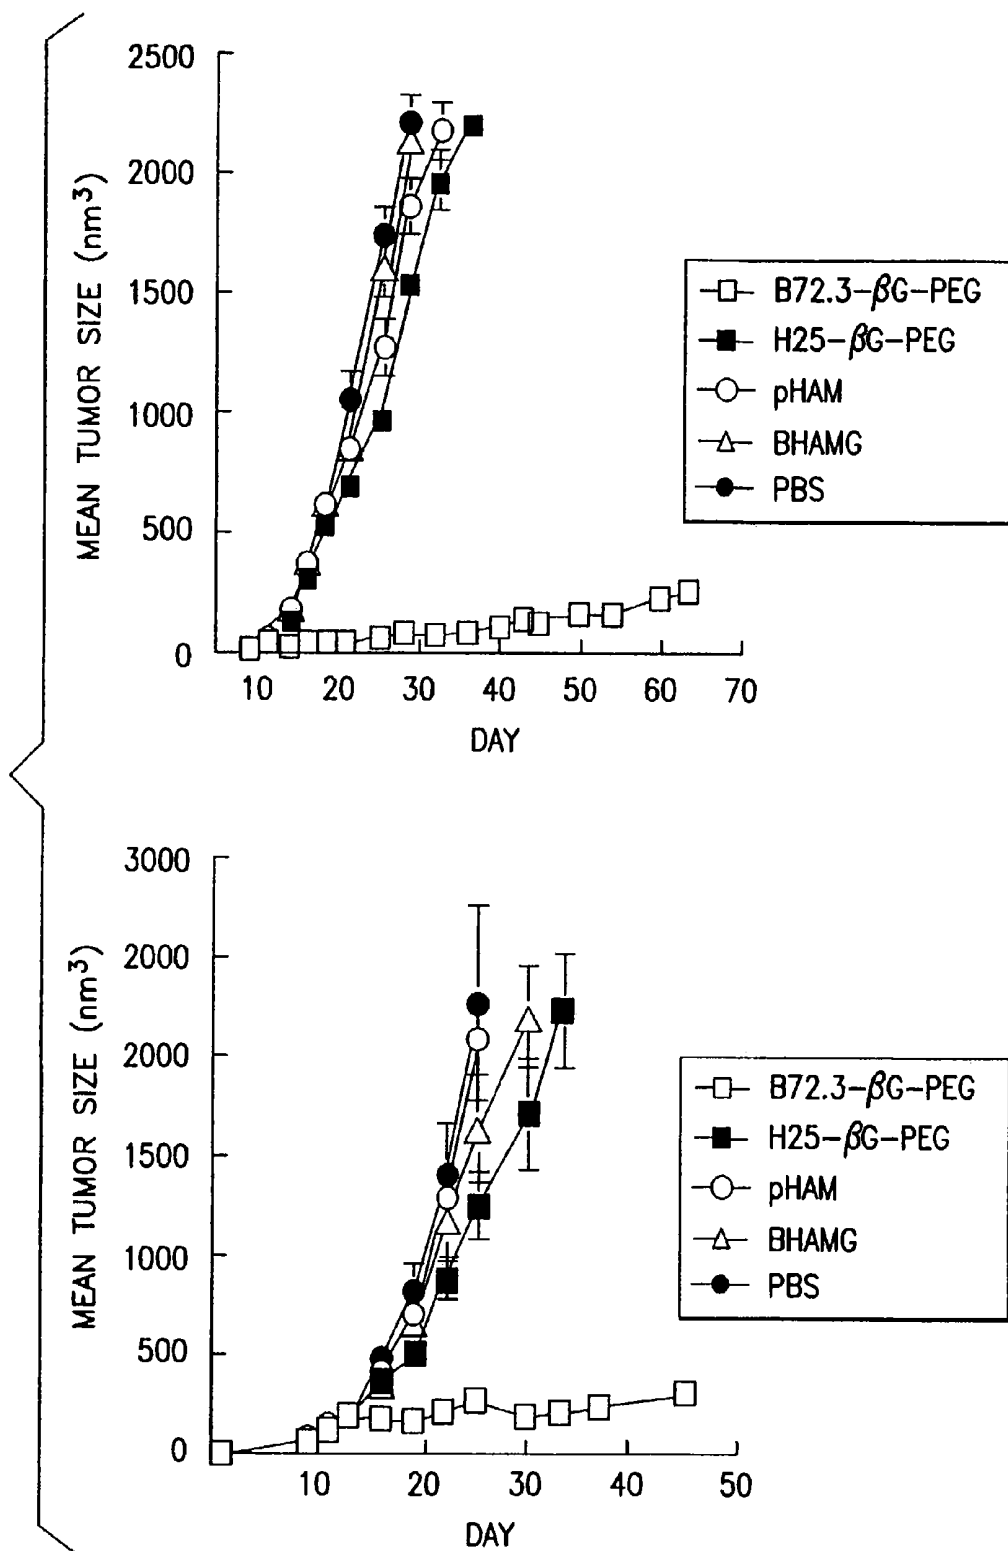 2500
2000
1500
1000
500
0
MEAN TUMOR SIZE (nm³)
10 20 30 40 50 60 70
DAY
B72.3-βG-PEG
H25-βG-PEG
pHAM
BHAMG
PBS
3000
2000
2000
1500
1000
500
0
MEAN TUMOR SIZE (nm³)
10 20 30 40 50
DAY
B72.3-βG-PEG
H25-βG-PEG
pHAM
BHAMG
PBS